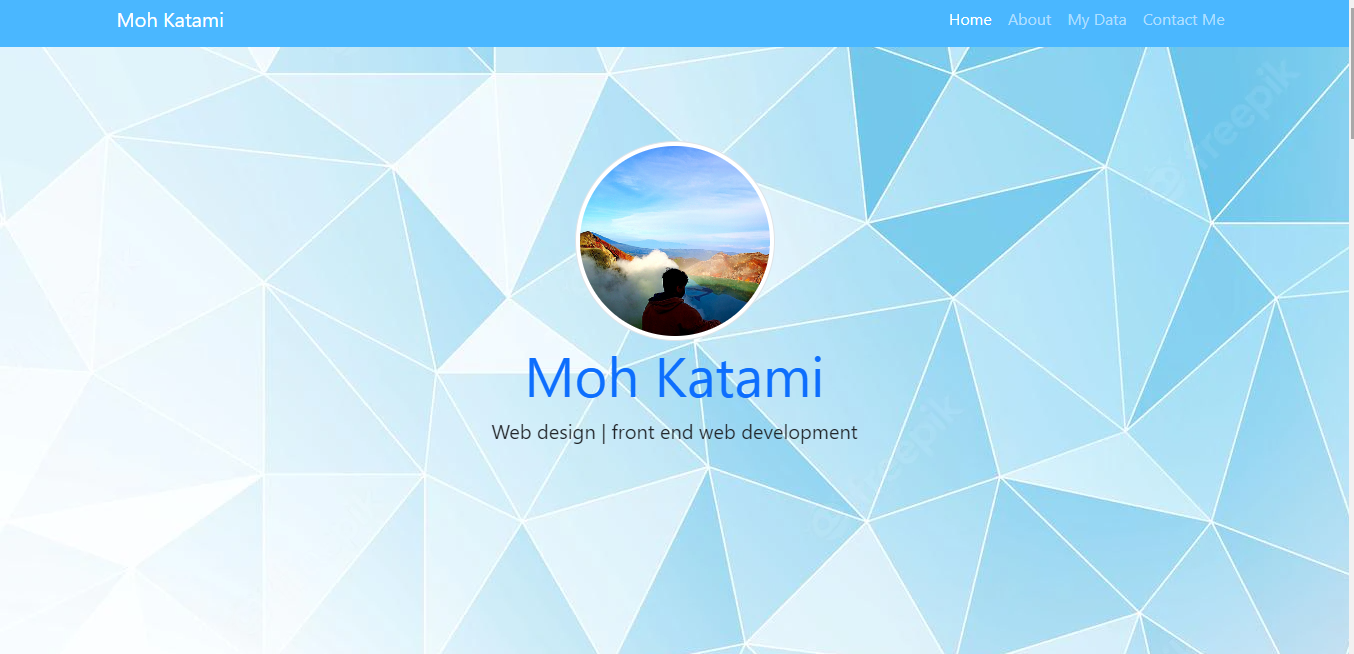 Moh Katami
Home About My Data Contact Me
freepik
Moh Katami
Web design | front end web development
freepik